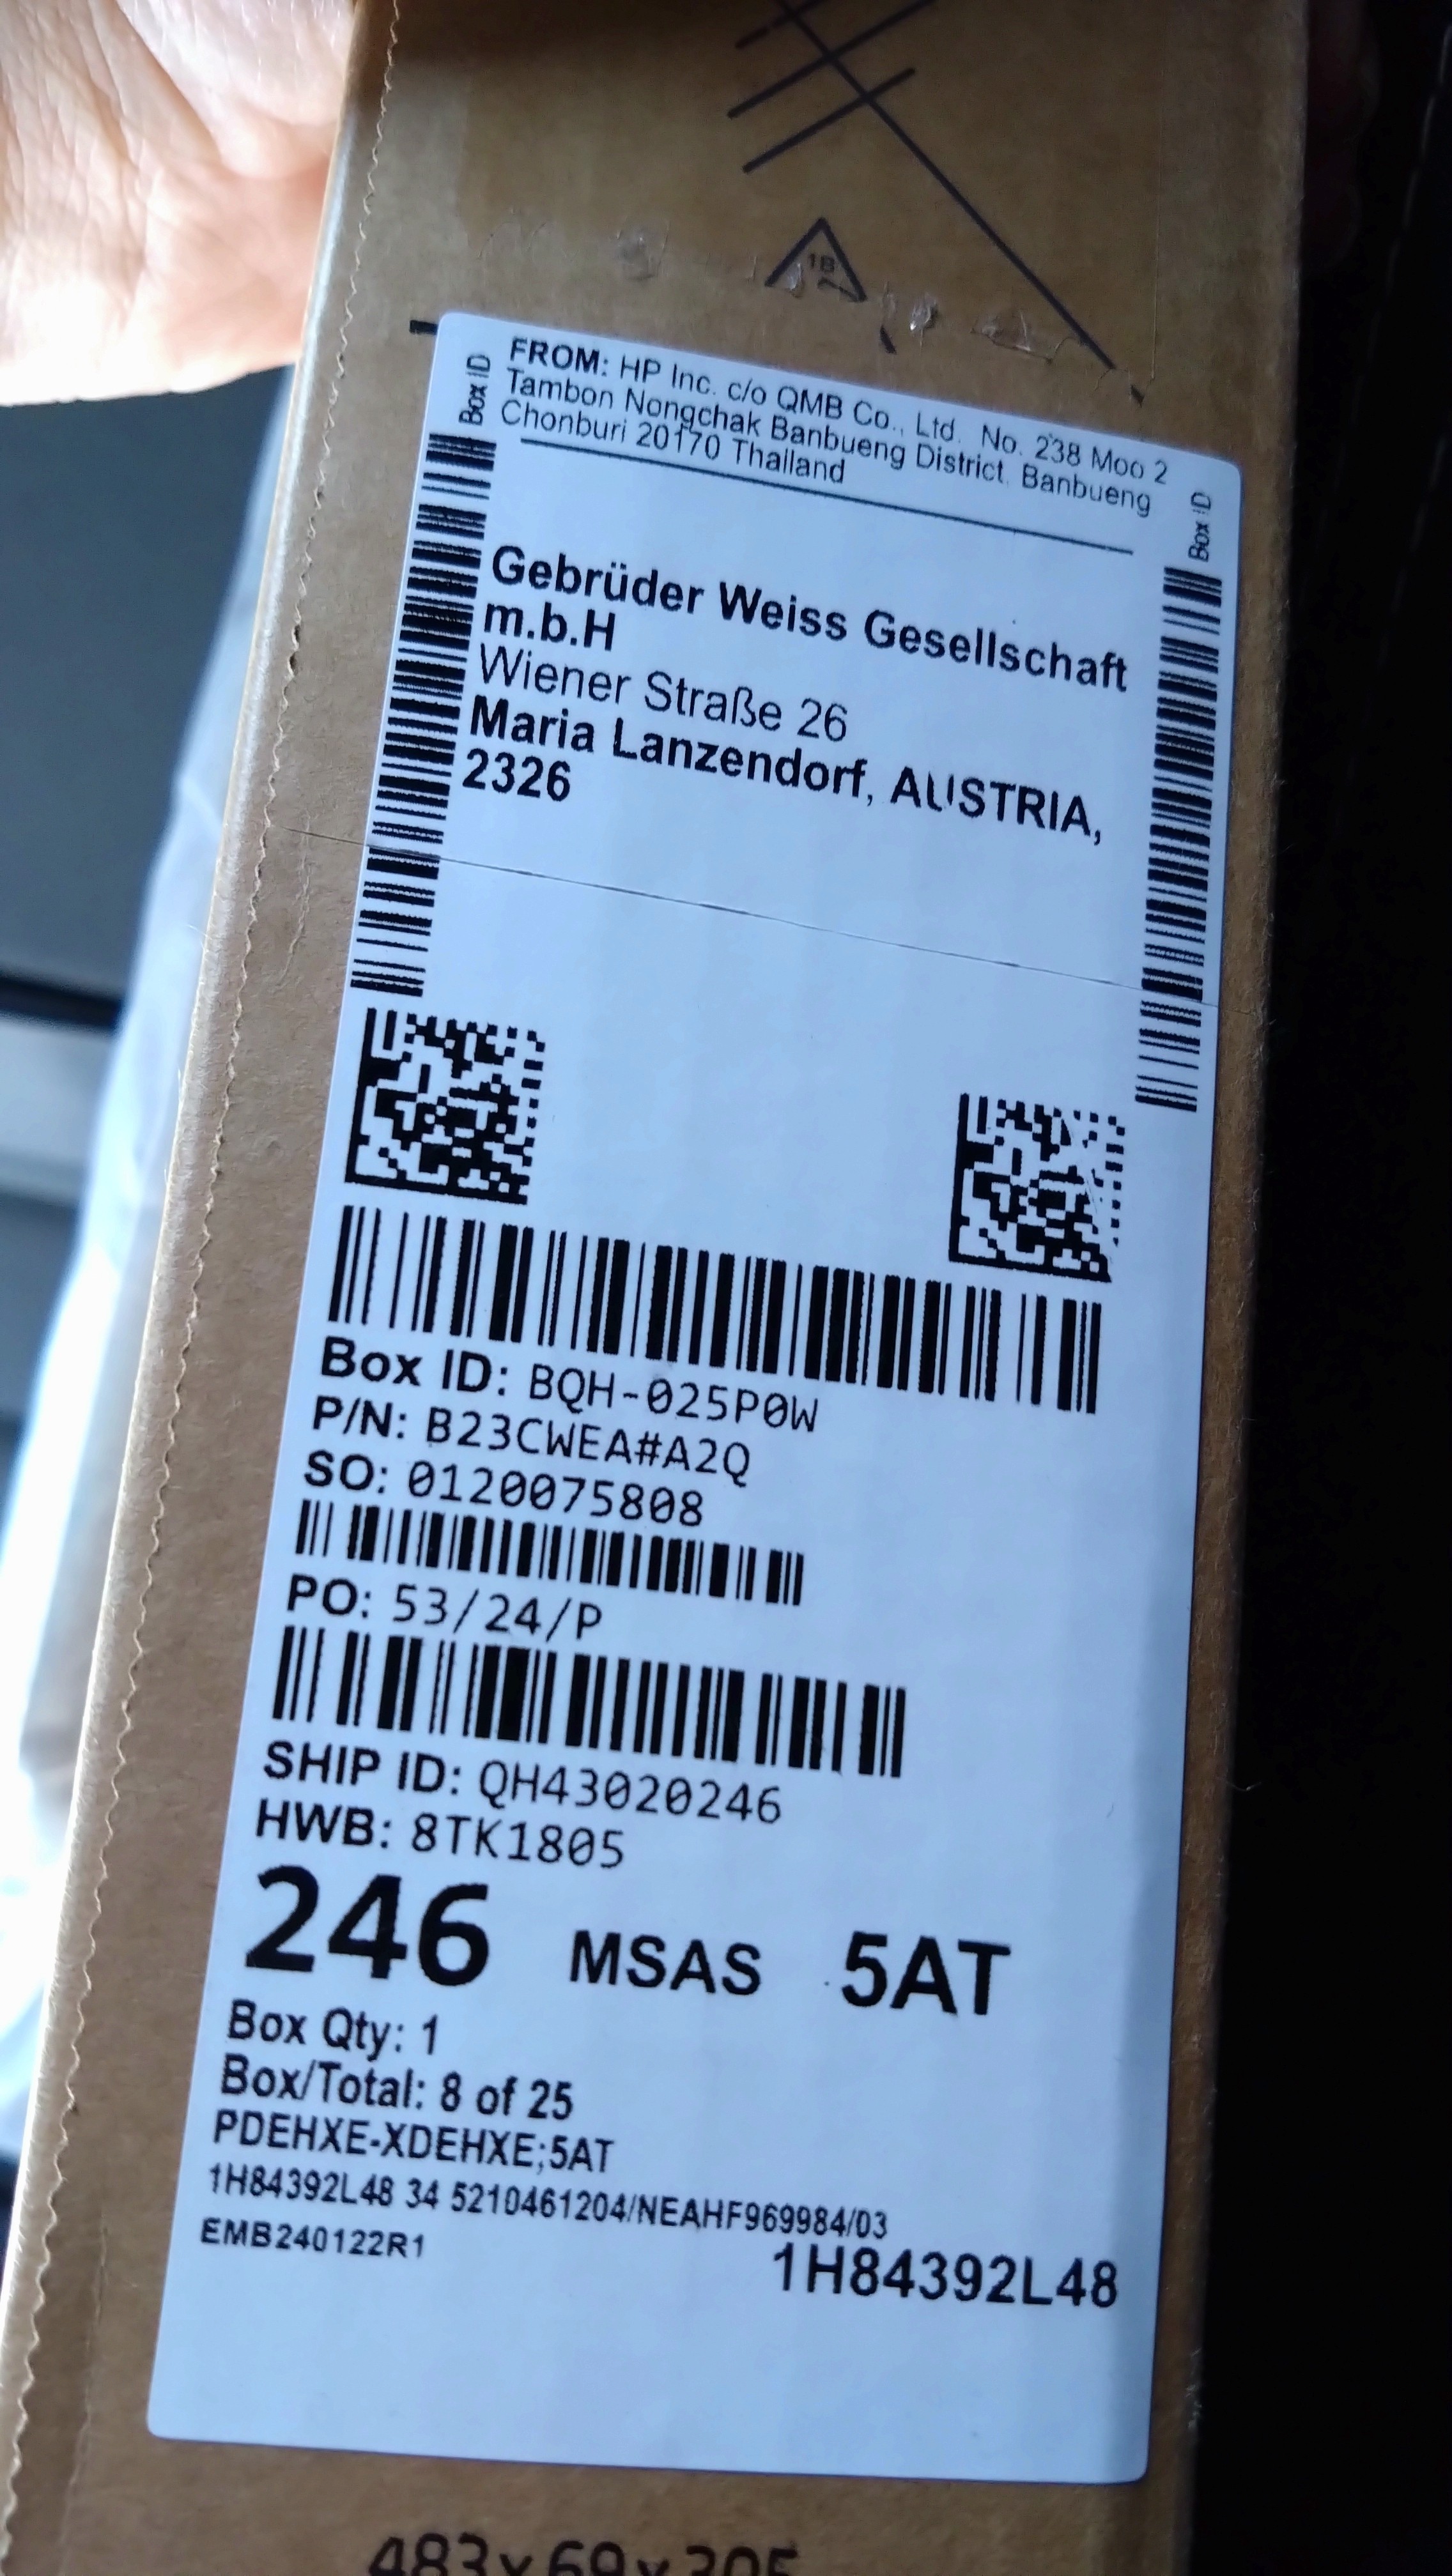 1B
FROM: HP Inc. c/o QMB Co., Ltd. No. 238 Moo 2
Tambon Nongchak Banbueng District. Banbueng
Chonburi 20170 Thailand
Box ID
Box ID
Gebrüder Weiss Gesellschaft
m.b.H
Wiener Straße 26
Maria Lanzendorf, AUSTRIA,
2326
Box ID: BQH-025P0W
P/N: B23CWEA#A2Q
SO: 0120075808
PO: 53/24/P
SHIP ID: QH43020246
HWB: 8TK1805
246 MSAS 5AT
Box Qty: 1
Box/Total: 8 of 25
PDEHXE-XDEHXE;5AT
1H84392L48 34 5210461204/NEAHF969984/03
EMB240122R1
1H84392L48
483x69x305